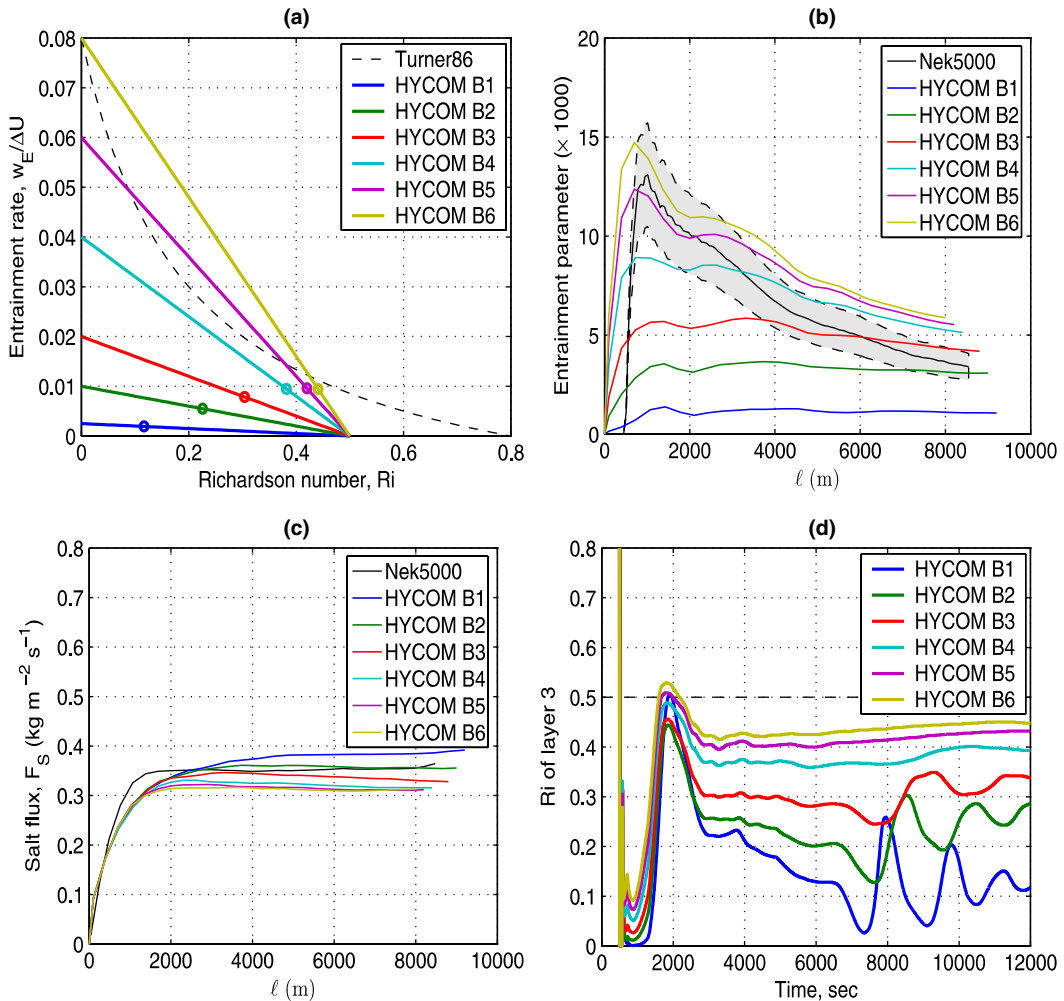 (a)
Entrainment rate, w_E/ΔU
0.08
0.07
0.06
0.05
0.04
0.03
0.02
0.01
0
0
0.2
0.4
0.6
0.8
Richardson number, Ri
Turner86
HYCOM B1
HYCOM B2
HYCOM B3
HYCOM B4
HYCOM B5
HYCOM B6
(b)
Entrainment parameter (× 1000)
20
15
10
5
0
0
2000
4000
6000
8000
10000
ℓ (m)
Nek5000
HYCOM B1
HYCOM B2
HYCOM B3
HYCOM B4
HYCOM B5
HYCOM B6
(c)
Salt flux, F_S (kg m⁻² s⁻¹)
0.8
0.7
0.6
0.5
0.4
0.3
0.2
0.1
0
0
2000
4000
6000
8000
10000
ℓ (m)
Nek5000
HYCOM B1
HYCOM B2
HYCOM B3
HYCOM B4
HYCOM B5
HYCOM B6
(d)
Ri of layer 3
0.8
0.7
0.6
0.5
0.4
0.3
0.2
0.1
0
0
2000
4000
6000
8000
10000
12000
Time, sec
HYCOM B1
HYCOM B2
HYCOM B3
HYCOM B4
HYCOM B5
HYCOM B6